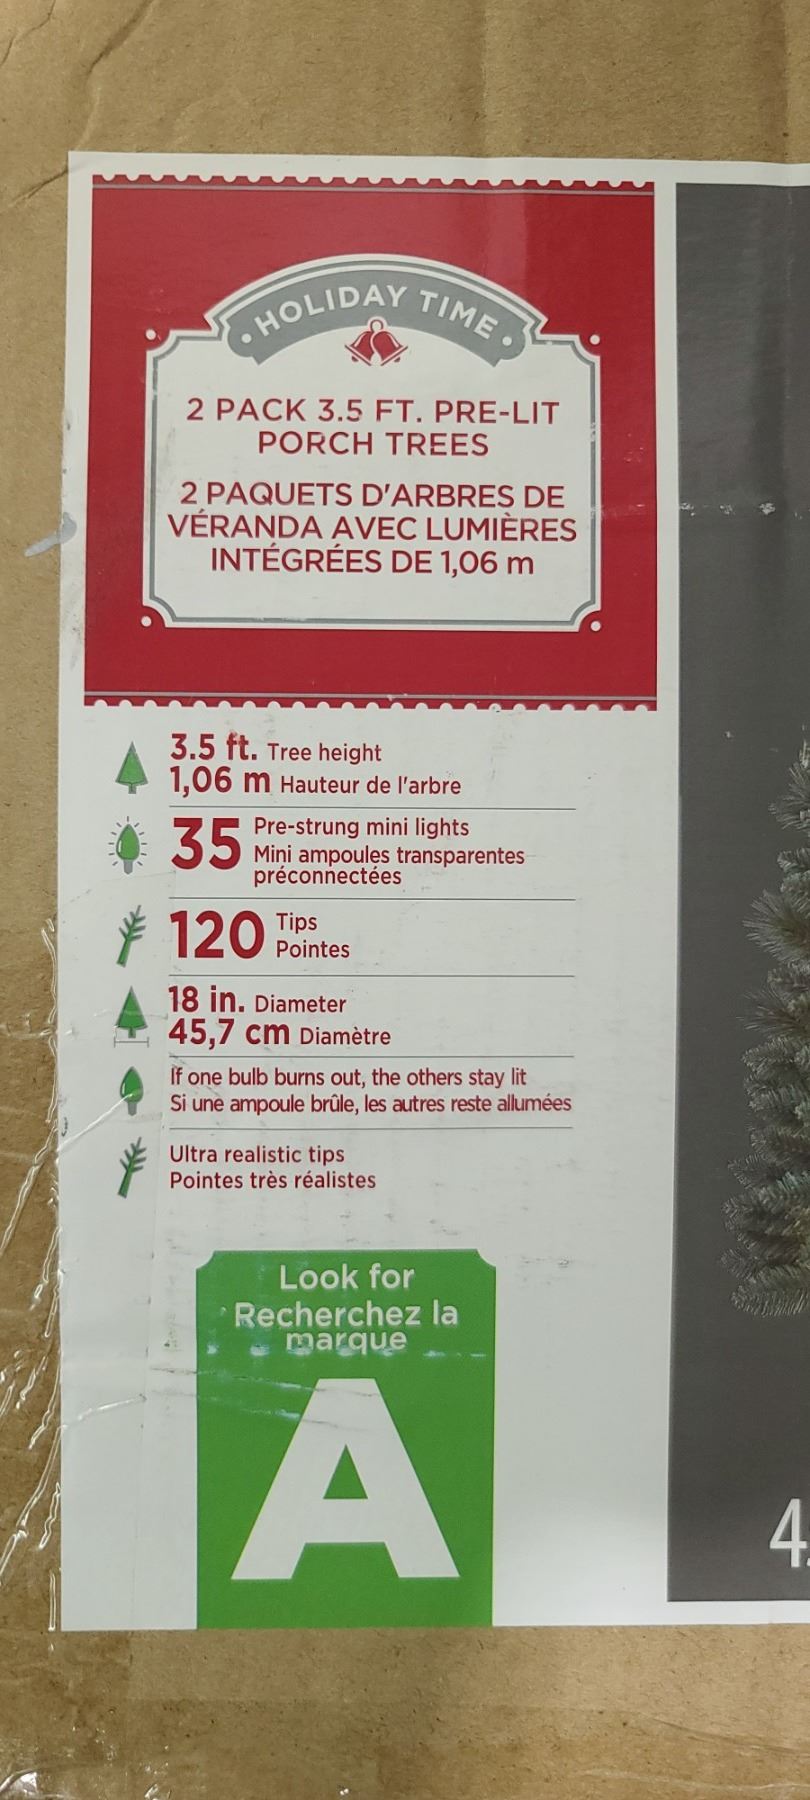 HOLIDAY TIME
2 PACK 3.5 FT. PRE-LIT
PORCH TREES
2 PAQUETS D'ARBRES DE
VÉRANDA AVEC LUMIÈRES
INTÉGRÉES DE 1,06 m
3.5 ft. Tree height
1,06 m Hauteur de l'arbre
35 Pre-strung mini lights
Mini ampoules transparentes
préconnectées
120 Tips
Pointes
18 in. Diameter
45,7 cm Diamètre
If one bulb burns out, the others stay lit
Si une ampoule brûle, les autres reste allumées
Ultra realistic tips
Pointes très réalistes
Look for
Recherchez la
marque
A
4.